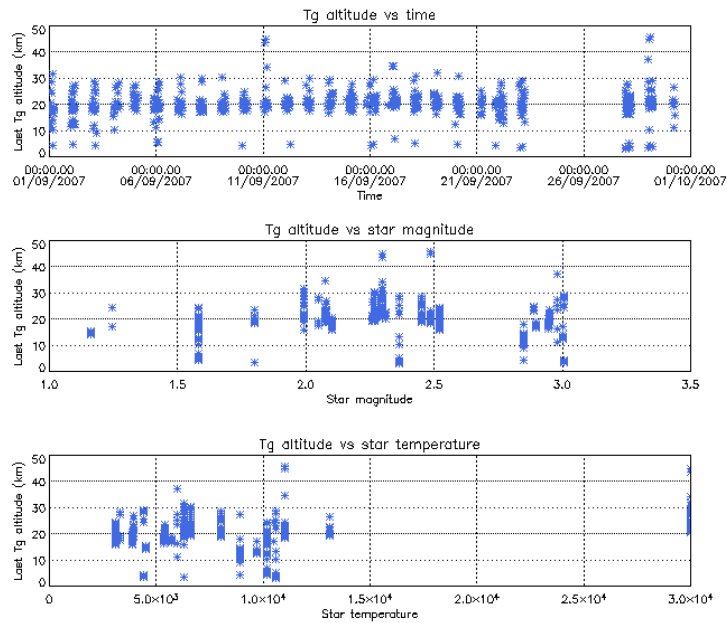 Tg altitude vs time
Last Tg altitude (km)
50
40
30
20
10
0
00:00.00 00:00.00 00:00.00 00:00.00 00:00.00 00:00.00 00:00.00
01/09/2007 06/09/2007 11/09/2007 16/09/2007 21/09/2007 26/09/2007 01/10/2007
Time
Tg altitude vs star magnitude
Last Tg altitude (km)
50
40
30
20
10
0
1.0 1.5 2.0 2.5 3.0 3.5
Star magnitude
Tg altitude vs star temperature
Last Tg altitude (km)
50
40
30
20
10
0
0 5.0×10³ 1.0×10⁴ 1.5×10⁴ 2.0×10⁴ 2.5×10⁴ 3.0×10⁴
Star temperature